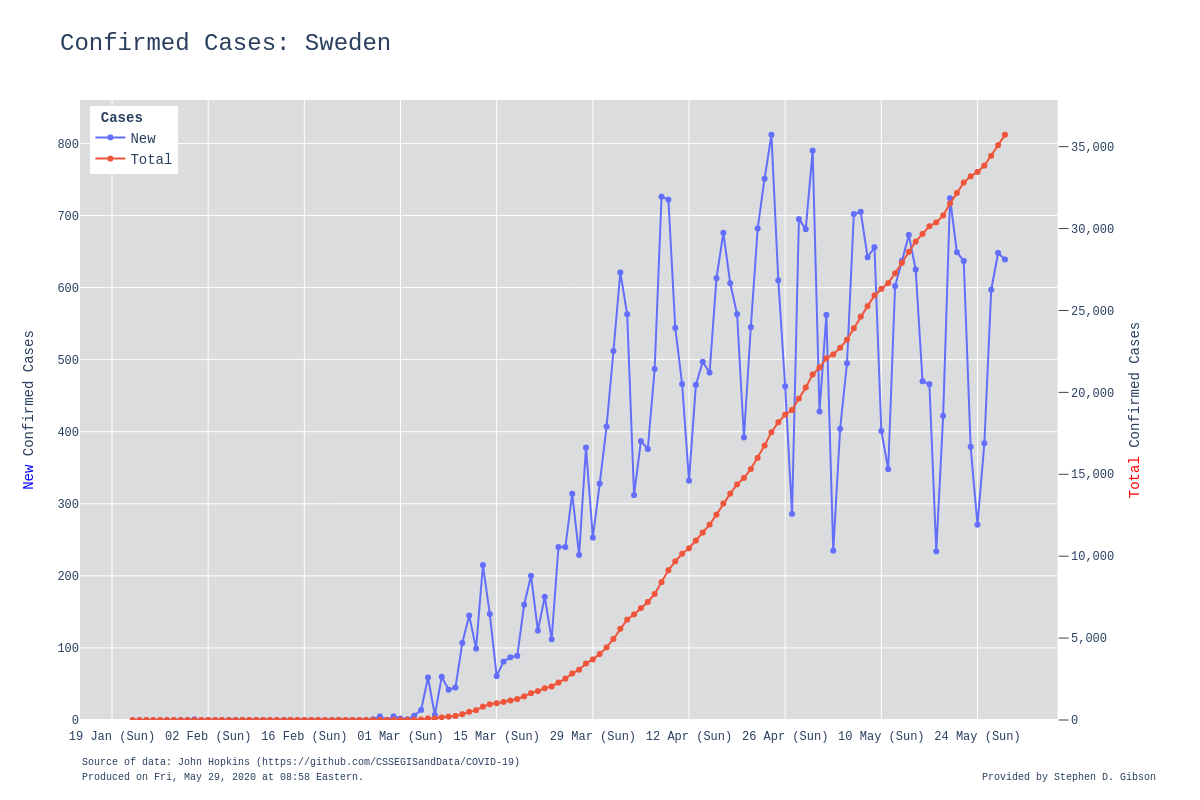 Confirmed Cases: Sweden
Cases
New
Total
800
700
600
500
400
300
200
100
0
New Confirmed Cases
35,000
30,000
25,000
20,000
15,000
10,000
5,000
0
Total Confirmed Cases
19 Jan (Sun) 02 Feb (Sun) 16 Feb (Sun) 01 Mar (Sun) 15 Mar (Sun) 29 Mar (Sun) 12 Apr (Sun) 26 Apr (Sun) 10 May (Sun) 24 May (Sun)
Source of data: John Hopkins (https://github.com/CSSEGISandData/COVID-19)
Produced on Fri, May 29, 2020 at 08:58 Eastern.
Provided by Stephen D. Gibson